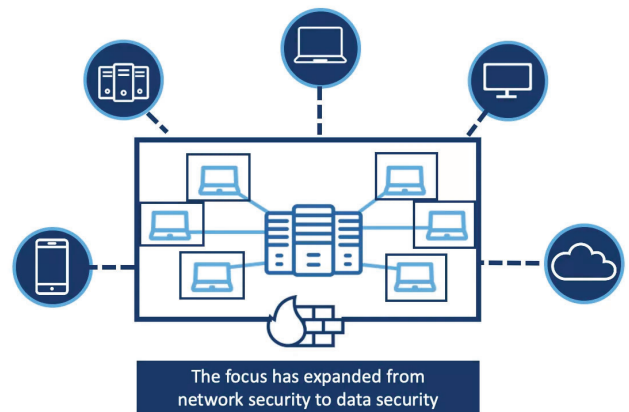 The focus has expanded from
network security to data security